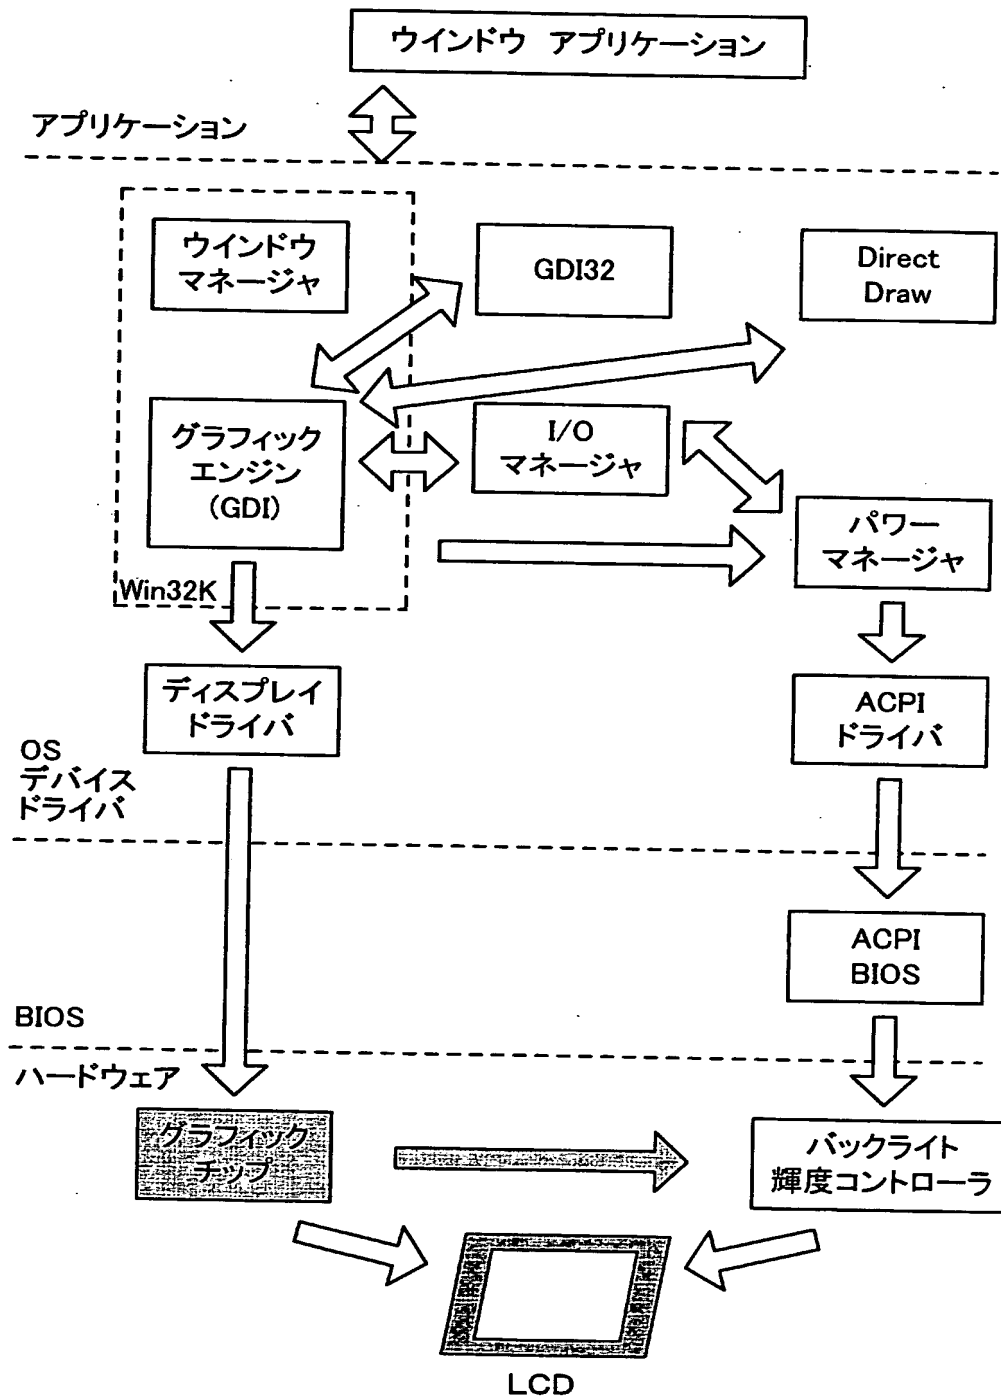 ウインドウ アプリケーション
アプリケーション
ウインドウ
マネージャ
GDI32
Direct
Draw
グラフィック
エンジン
(GDI)
I/O
マネージャ
パワー
マネージャ
Win32K
ディスプレイ
ドライバ
ACPI
ドライバ
OS
デバイス
ドライバ
ACPI
BIOS
BIOS
ハードウェア
グラフィック
チップ
バックライト
輝度コントローラ
LCD